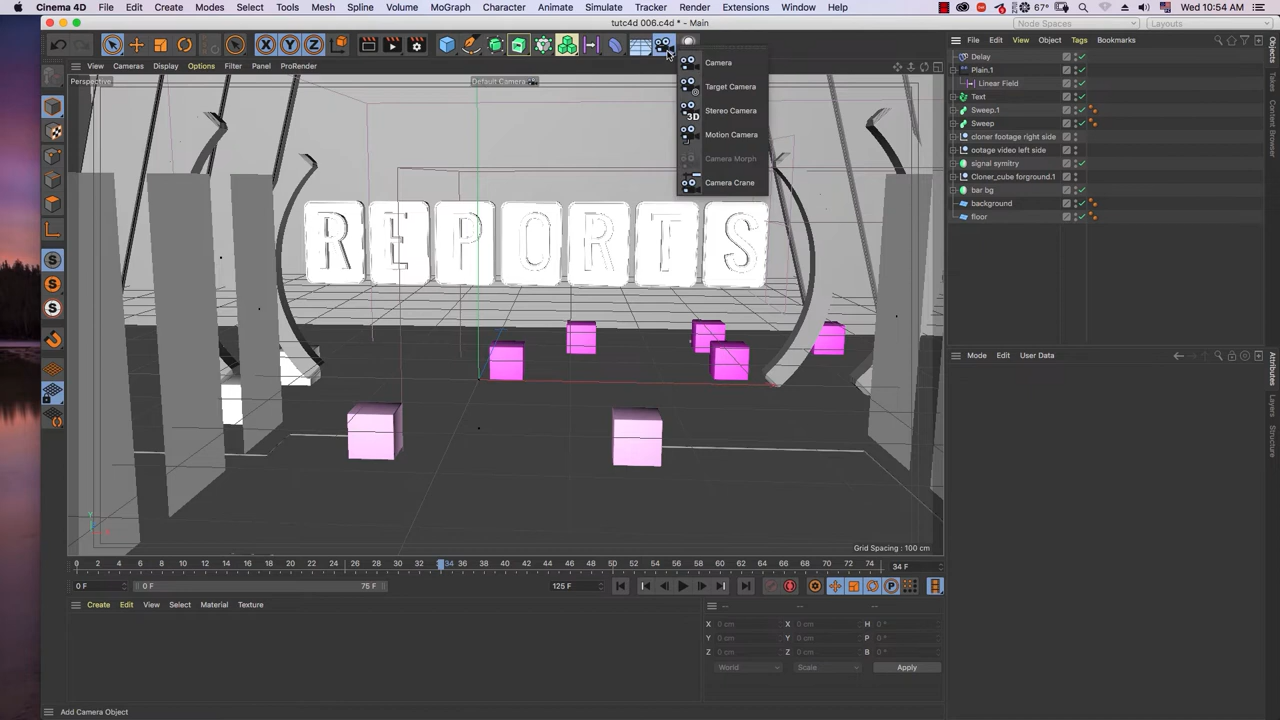 Cinema 4D File Edit Create Modes Select Tools Mesh Spline Volume MoGraph Character Animate Simulate Tracker Render Extensions Window Help 67° Wed 10:54 AM
tutc4d 006.c4d * - Main
Node Spaces Layouts
X Y Z
View Cameras Display Options Filter Panel ProRender
File Edit View Object Tags Bookmarks
Perspective
Default Camera
Camera
Target Camera
3D Stereo Camera
Motion Camera
Camera Morph
Camera Crane
Delay
Plain.1
Linear Field
Text
Sweep.1
Sweep
cloner footage right side
ootage video left side
signal symitry
Cloner_cube forground.1
bar bg
background
floor
Objects
Takes
Content Browser
REPORTS
Mode Edit User Data
Attributes
Layers
Structure
S
S
S
Y
Grid Spacing : 100 cm
0 2 4 6 8 10 12 14 16 18 20 22 24 26 28 30 32 34 36 38 40 42 44 46 48 50 52 54 56 58 60 62 64 66 68 70 72 74
34 F
0 F 0 F 75 F 125 F
P
Create Edit View Select Material Texture
-- -- --
X 0 cm X 0 cm H 0 °
Y 0 cm Y 0 cm P 0 °
Z 0 cm Z 0 cm B 0 °
World Scale Apply
Add Camera Object